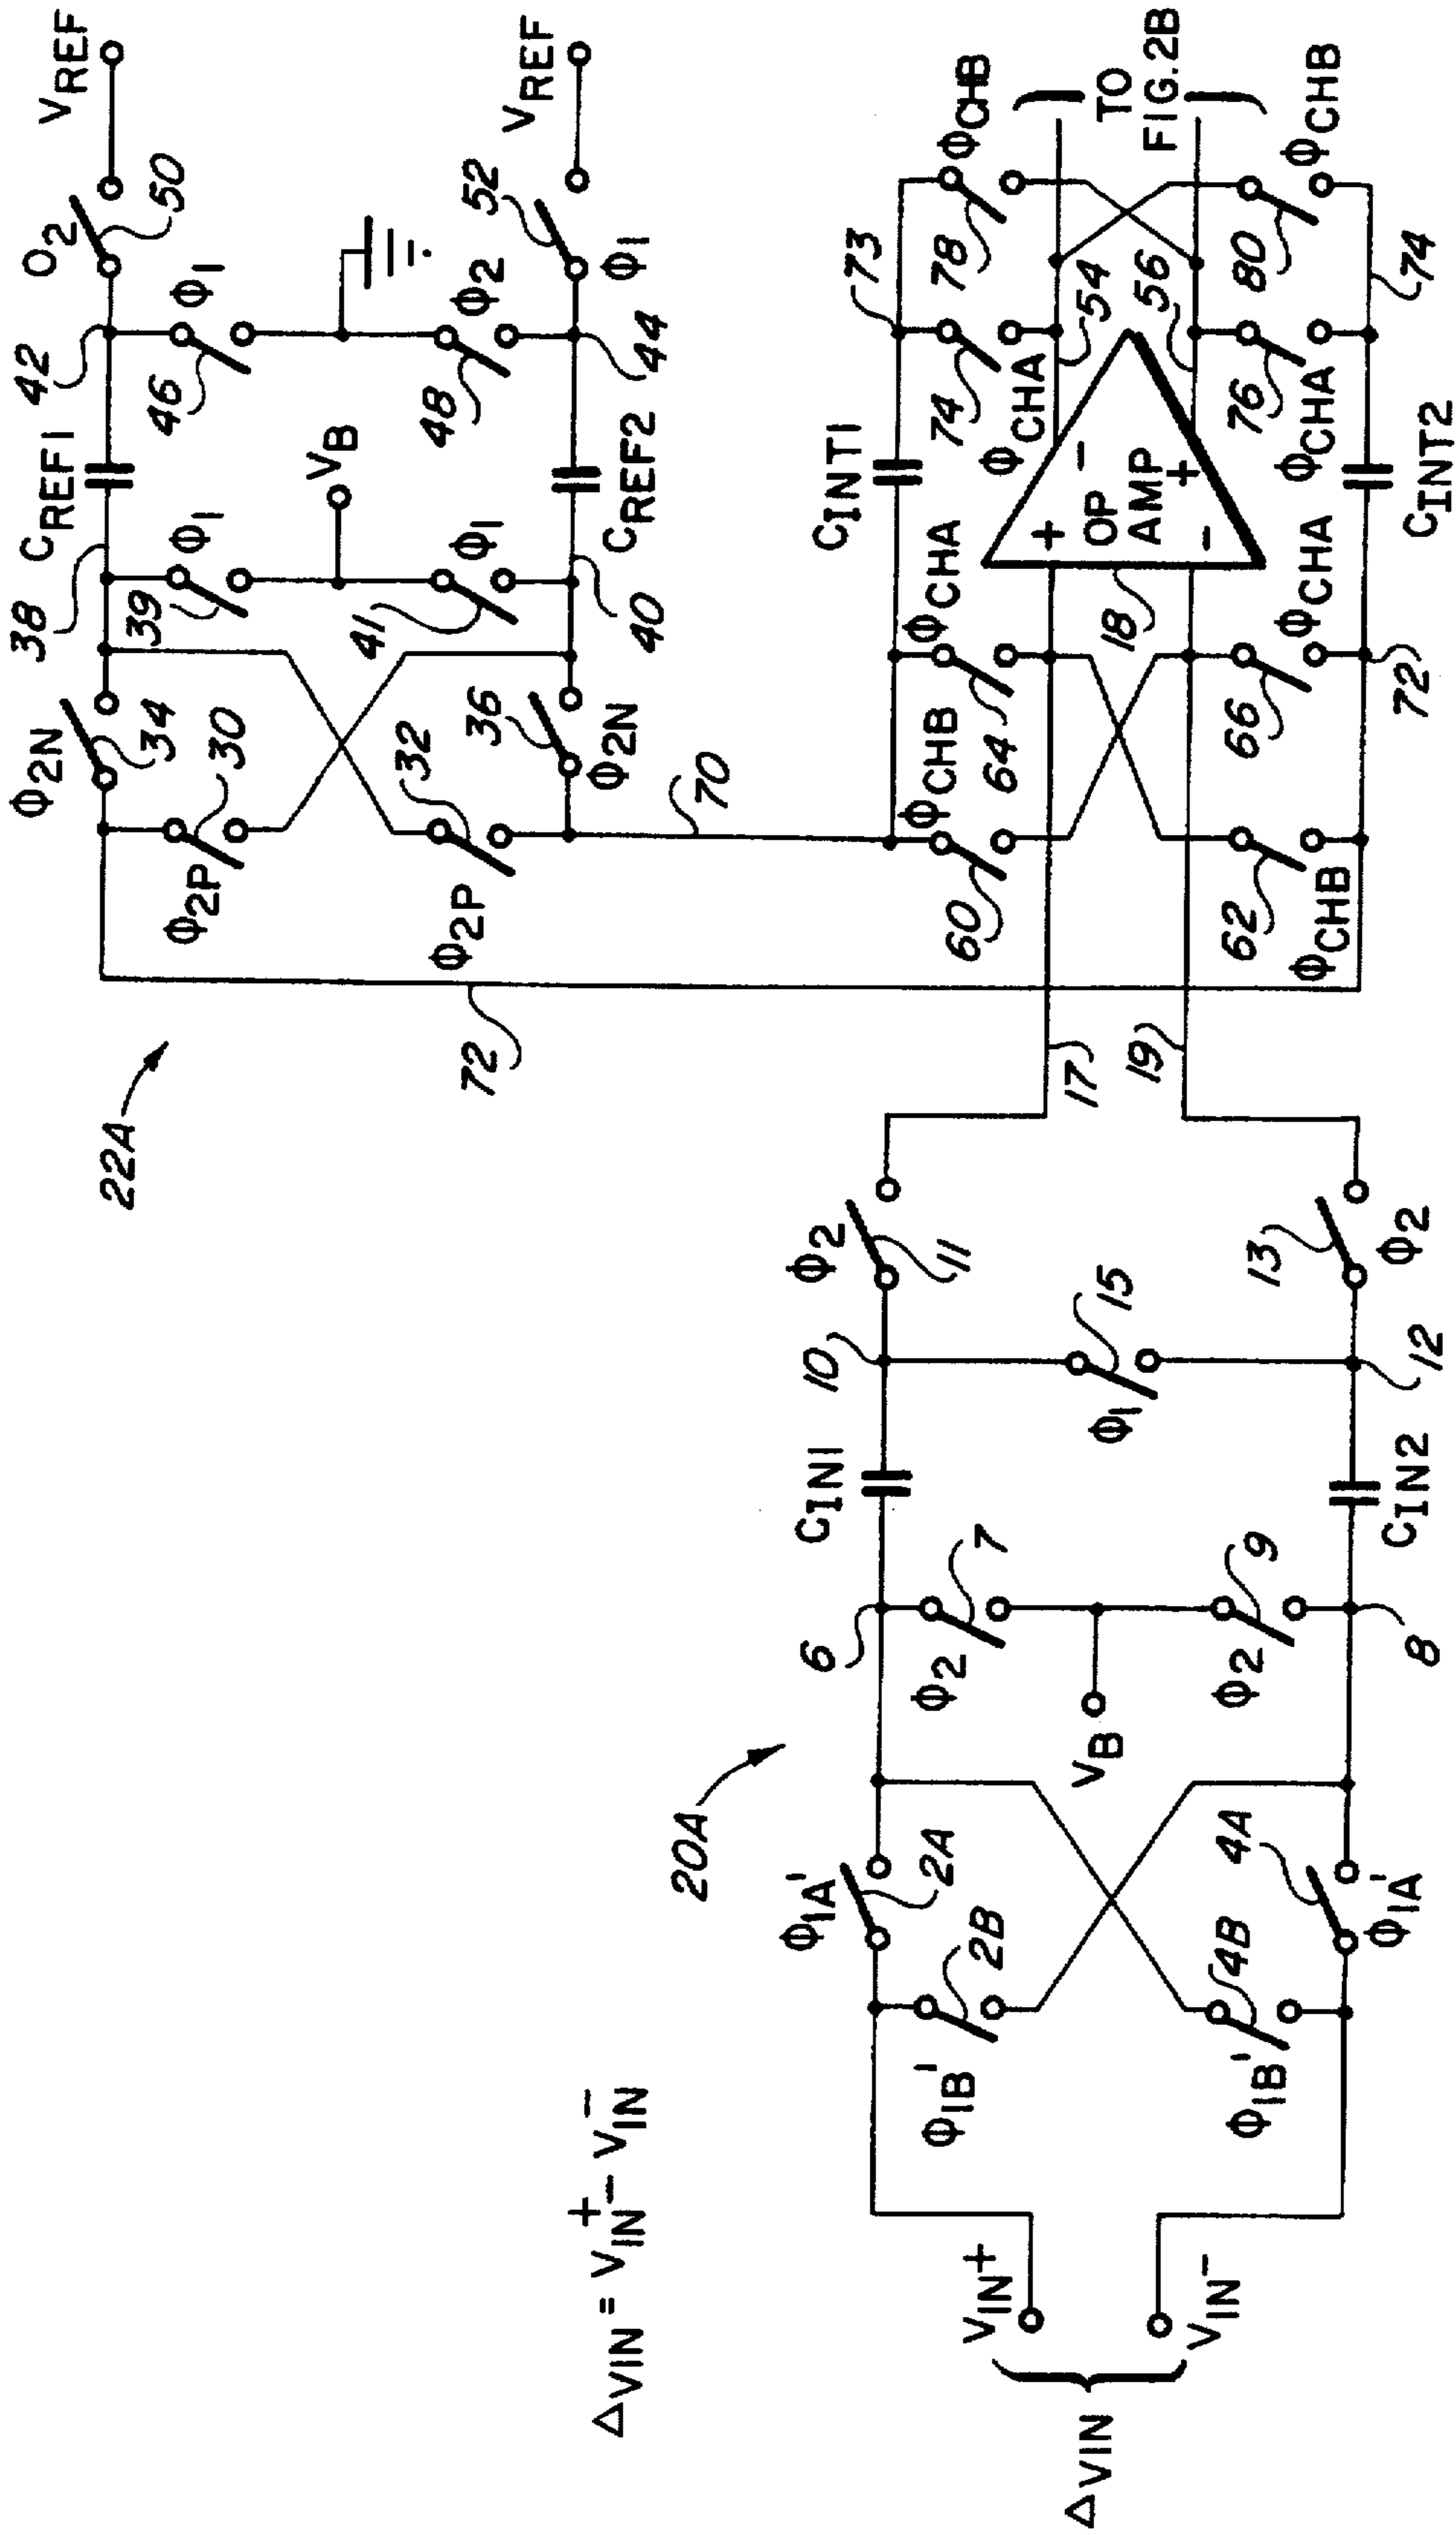 22A
Φ2N
34
38
CREF1
42
O2
50
VREF
Φ2P
30
39
Φ1
VB
46
Φ1
Φ2P
32
36
Φ2N
41
Φ1
40
CREF2
48
Φ2
44
52
Φ1
VREF
72
70
CINT1
73
ΦCHB
60
64
ΦCHA
74
ΦCHA
78
ΦCHB
17
19
18
+
-
OP
AMP
-
+
54
56
TO
FIG.2B
62
ΦCHB
66
ΦCHA
72
CINT2
76
ΦCHA
80
ΦCHB
74
ΔVIN = VIN+ - VIN-
20A
ΔVIN
VIN+
VIN-
Φ1A'
2A
Φ1B'
2B
Φ1B'
4B
4A
Φ1A'
6
Φ2
7
VB
Φ2
9
8
CIN1
CIN2
10
Φ1
15
12
Φ2
11
13
Φ2